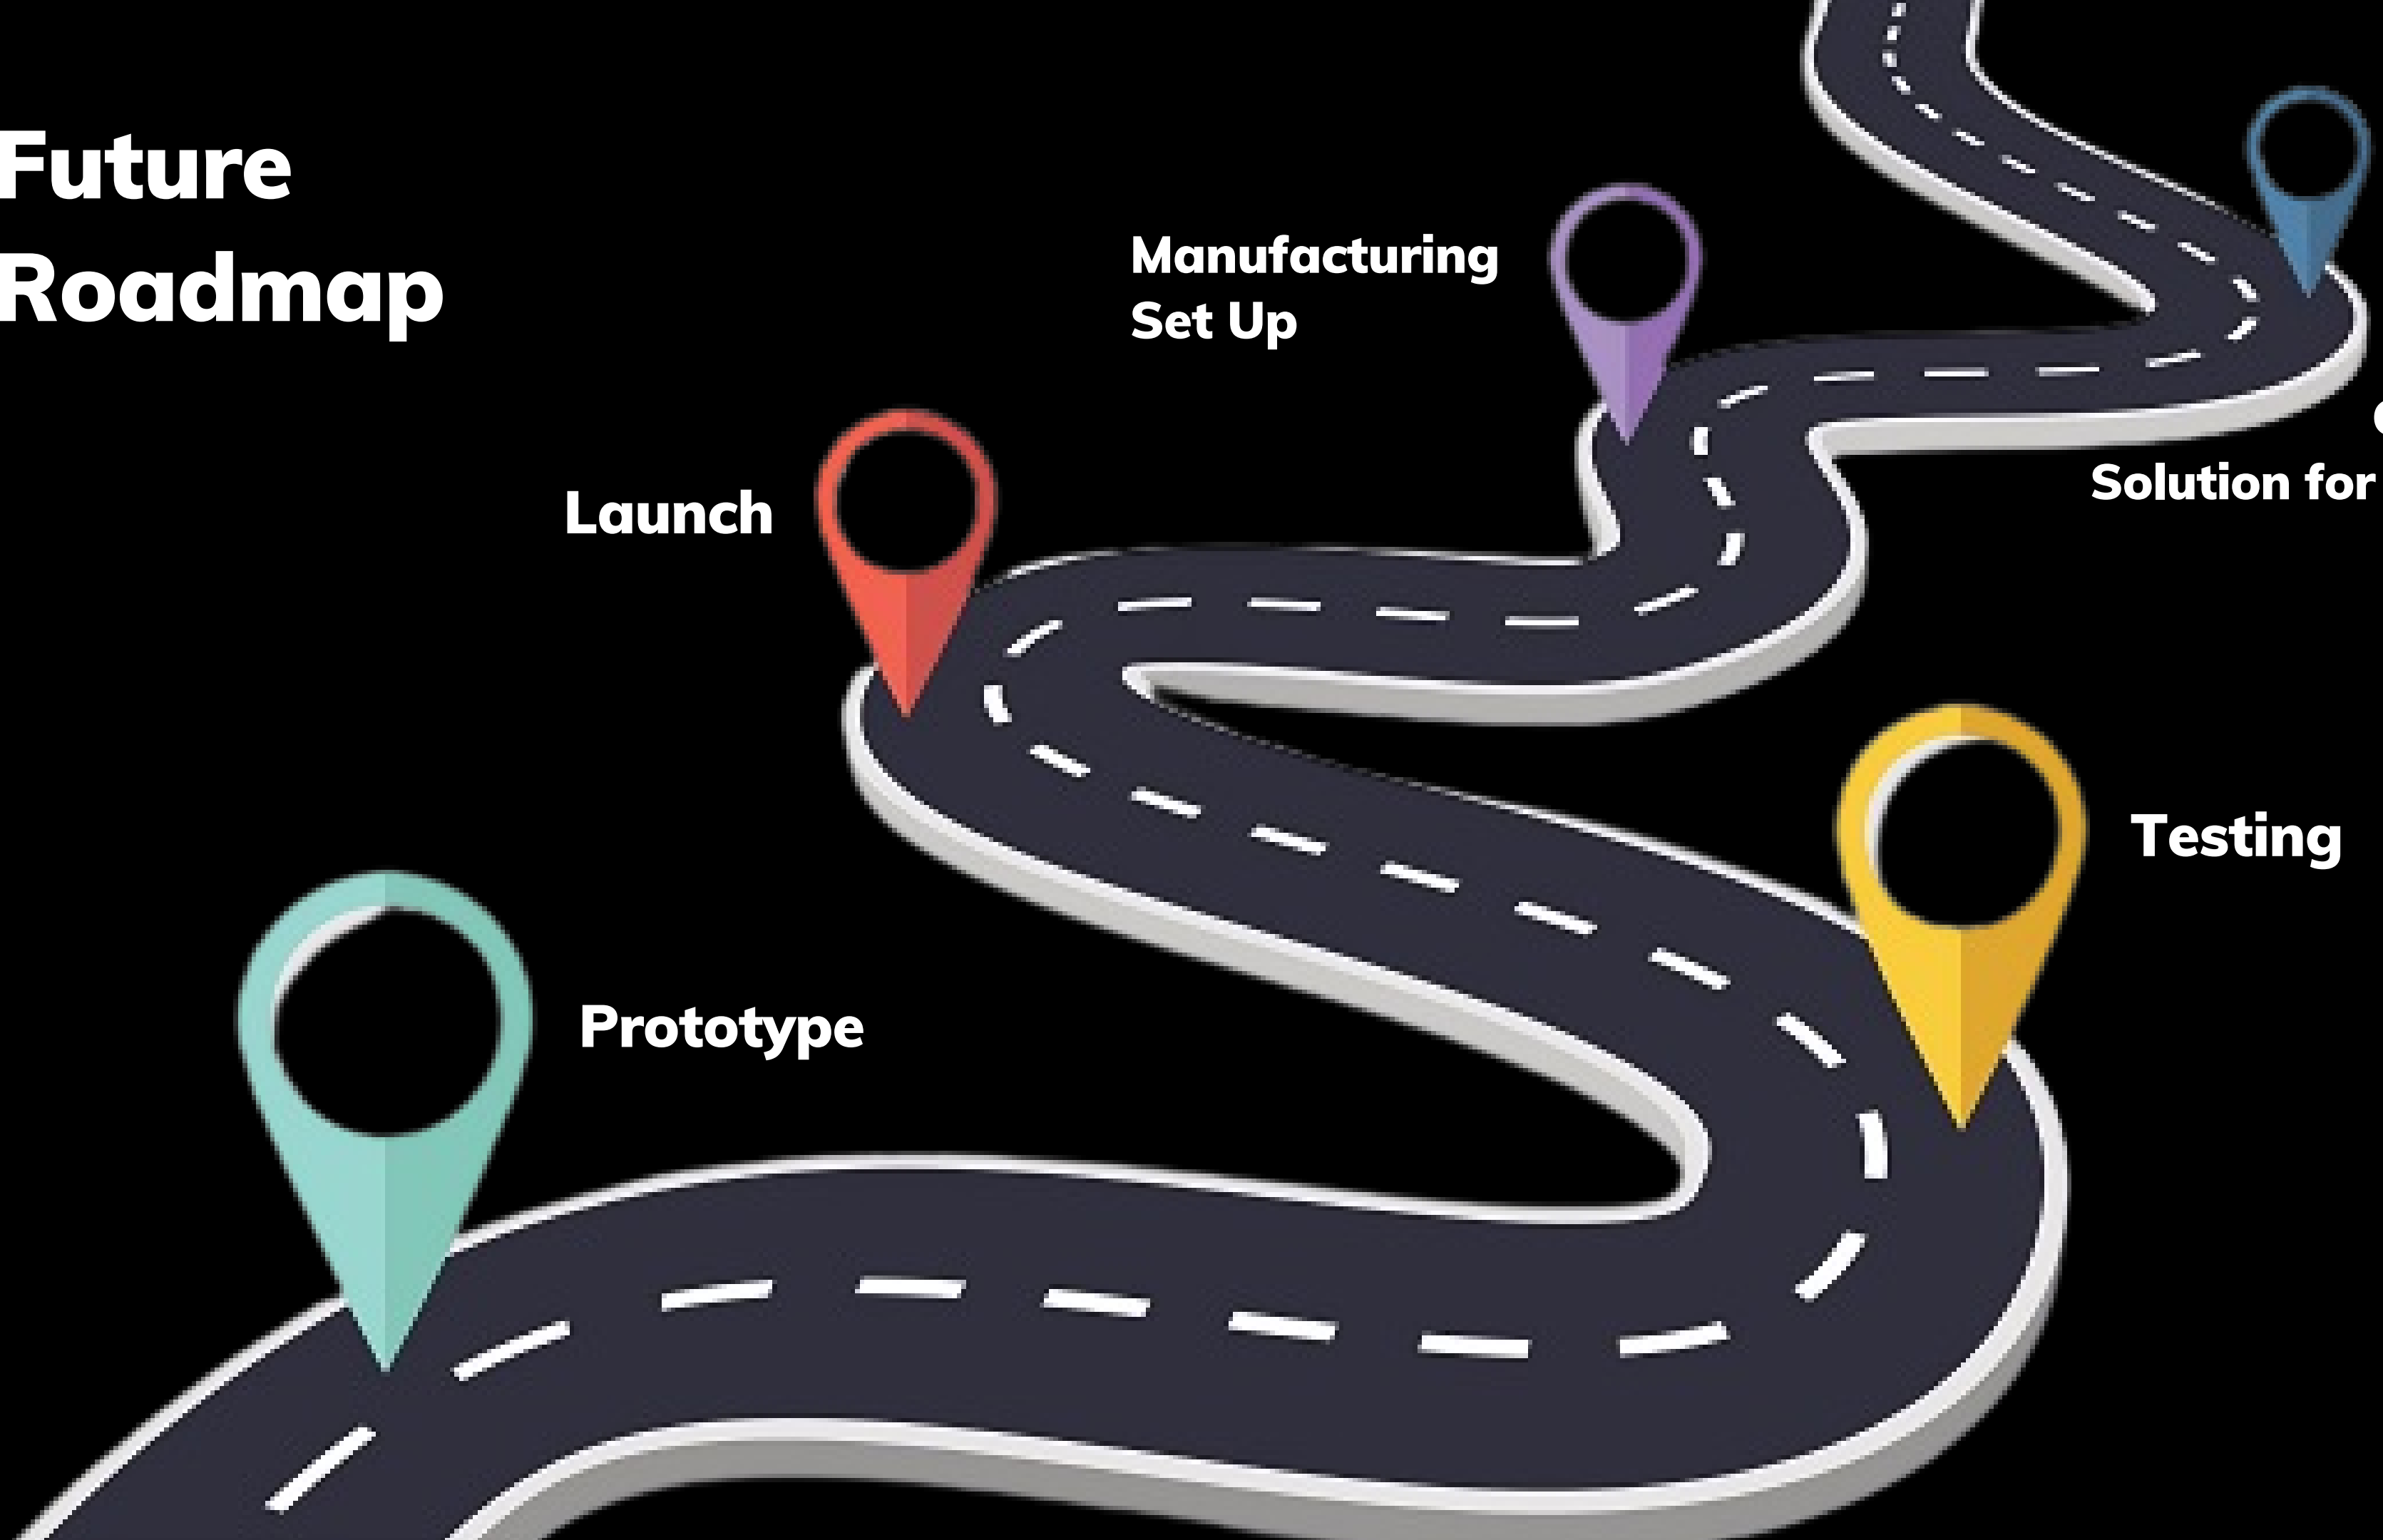 Future
Roadmap
Manufacturing
Set Up
Launch
Solution for
Testing
Prototype